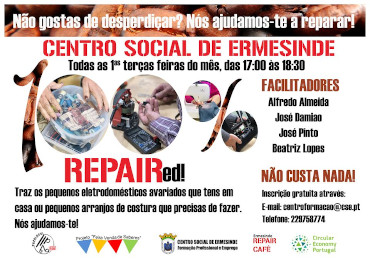 Não gostas de desperdiçar? Nós ajudamos-te a reparar!
CENTRO SOCIAL DE ERMESINDE
Todas as 1as terças feiras do mês, das 17:00 às 18:30
100%
REPAIRed!
FACILITADORES
Alfredo Almeida
José Damião
José Pinto
Beatriz Lopes
Traz os pequenos eletrodomésticos avariados que tens em
casa ou pequenos arranjos de costura que precisas de fazer.
Nós ajudamos-te!
NÃO CUSTA NADA!
Inscrição gratuita através:
E-mail: centroformacao@cse.pt
Telefone: 229758774
CENTRO SOCIAL DE ERMESINDE
Formação Profissional e Emprego
Ermesinde
REPAIR
CAFÉ
Circular
Economy
Portugal